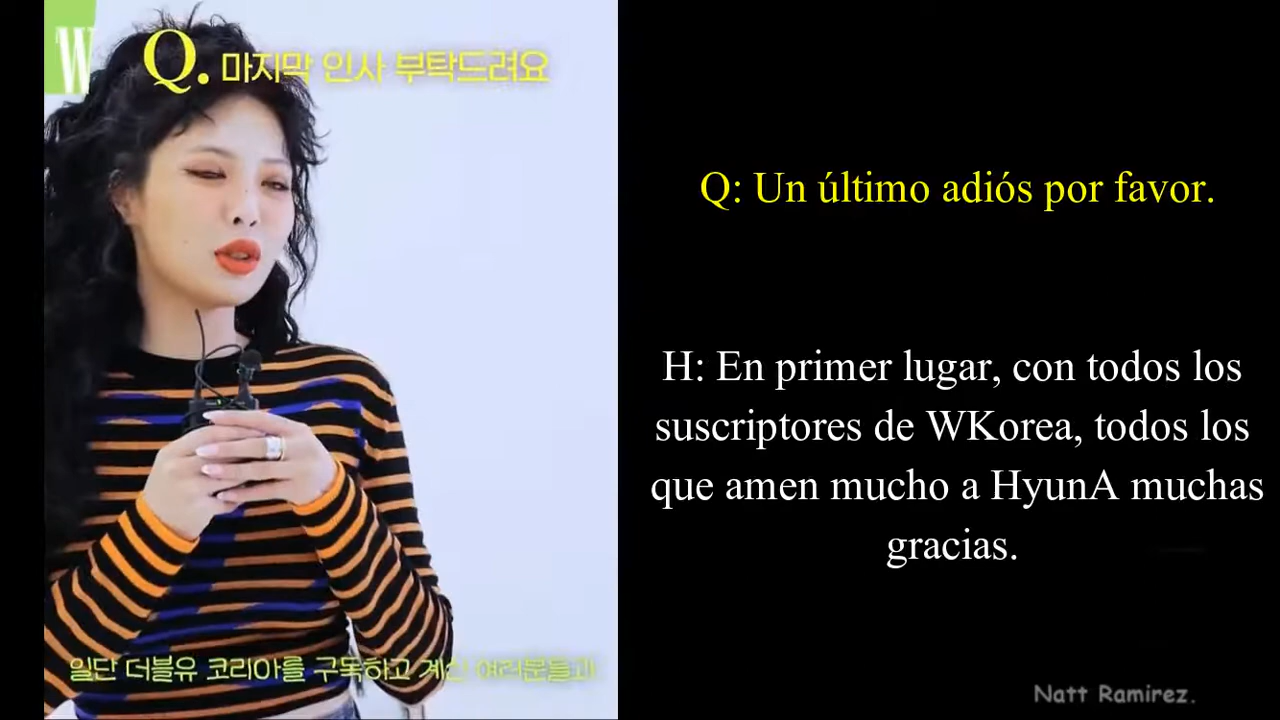 W
Q. 마지막 인사 부탁드려요
일단 더블유 코리아를 구독하고 계신 여러분들과
Q: Un último adiós por favor.
H: En primer lugar, con todos los
suscriptores de WKorea, todos los
que amen mucho a HyunA muchas
gracias.
Natt Ramirez.